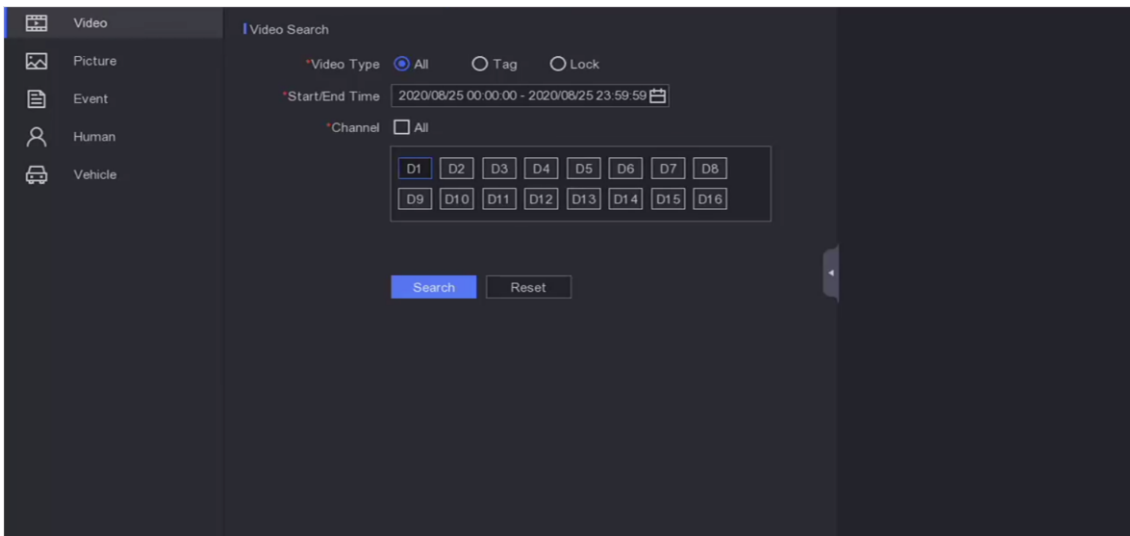 Video
Picture
Event
Human
Vehicle
Video Search
*Video Type All Tag Lock
*Start/End Time 2020/08/25 00:00:00 - 2020/08/25 23:59:59
*Channel All
D1 D2 D3 D4 D5 D6 D7 D8
D9 D10 D11 D12 D13 D14 D15 D16
Search Reset